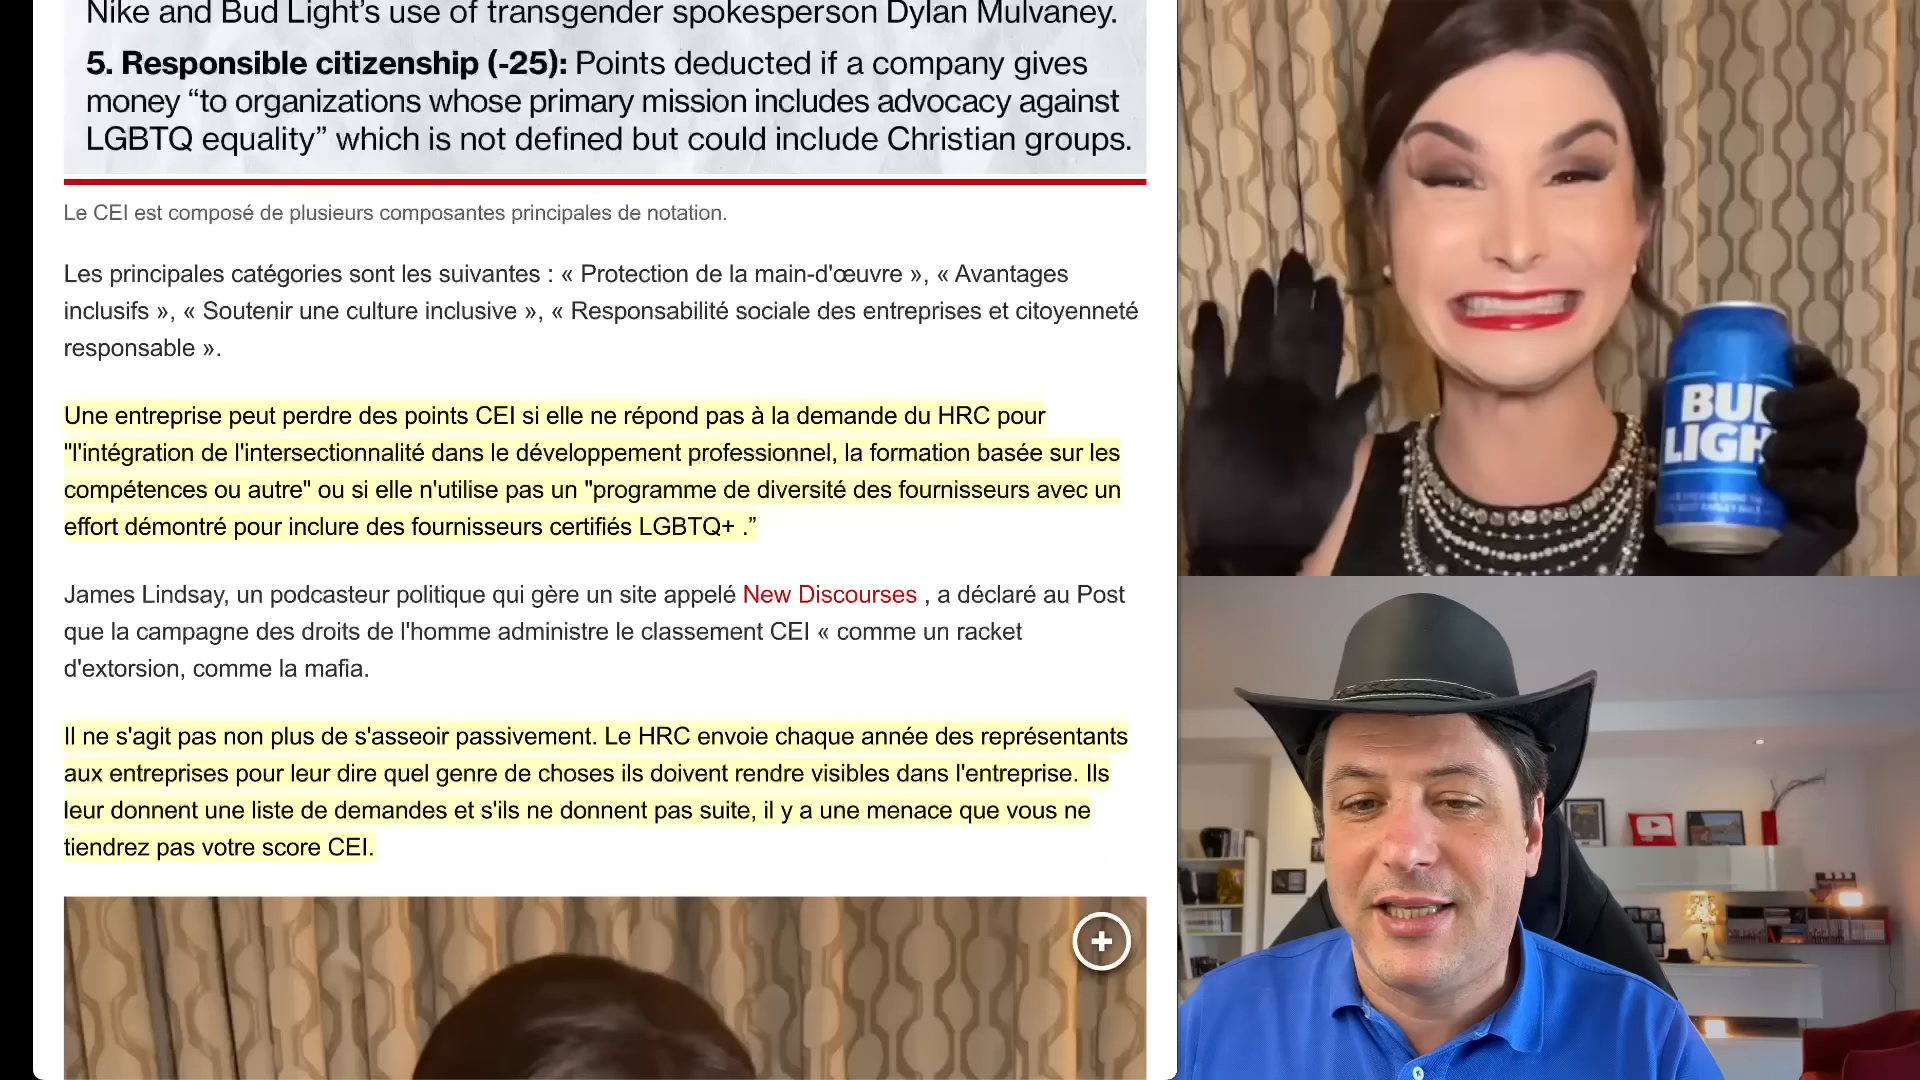 Nike and Bud Light's use of transgender spokesperson Dylan Mulvaney.
5. Responsible citizenship (-25): Points deducted if a company gives
money “to organizations whose primary mission includes advocacy against
LGBTQ equality” which is not defined but could include Christian groups.
Le CEI est composé de plusieurs composantes principales de notation.
Les principales catégories sont les suivantes : « Protection de la main-d'œuvre », « Avantages
inclusifs », « Soutenir une culture inclusive », « Responsabilité sociale des entreprises et citoyenneté
responsable ».
Une entreprise peut perdre des points CEI si elle ne répond pas à la demande du HRC pour
"l'intégration de l'intersectionnalité dans le développement professionnel, la formation basée sur les
compétences ou autre" ou si elle n'utilise pas un "programme de diversité des fournisseurs avec un
effort démontré pour inclure des fournisseurs certifiés LGBTQ+ .”
James Lindsay, un podcasteur politique qui gère un site appelé New Discourses , a déclaré au Post
que la campagne des droits de l'homme administre le classement CEI « comme un racket
d'extorsion, comme la mafia.
Il ne s'agit pas non plus de s'asseoir passivement. Le HRC envoie chaque année des représentants
aux entreprises pour leur dire quel genre de choses ils doivent rendre visibles dans l'entreprise. Ils
leur donnent une liste de demandes et s'ils ne donnent pas suite, il y a une menace que vous ne
tiendrez pas votre score CEI.
BUD
LIGH